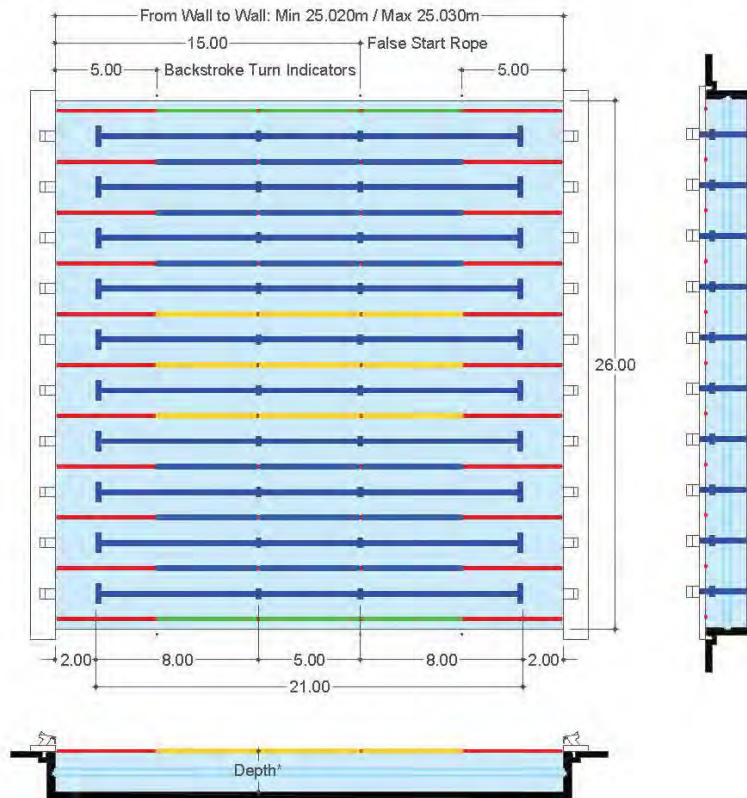 From Wall to Wall: Min 25.020m / Max 25.030m
15.00 False Start Rope
5.00 Backstroke Turn Indicators 5.00
26.00
2.00 8.00 5.00 8.00 2.00
21.00
Depth*